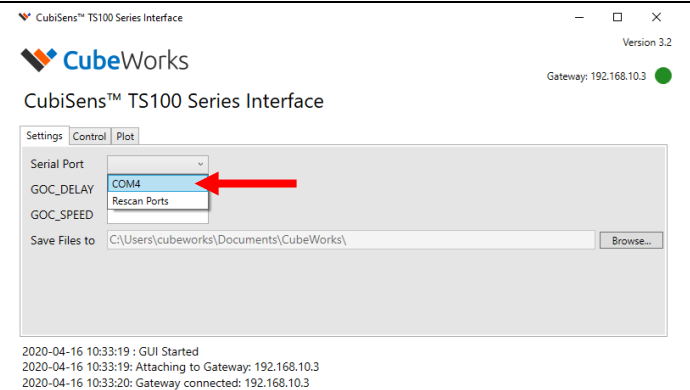 CubiSens™ TS100 Series Interface
Version 3.2
CubeWorks
Gateway: 192.168.10.3
CubiSens™ TS100 Series Interface
Settings Control Plot
Serial Port
COM4
GOC_DELAY
Rescan Ports
GOC_SPEED
Save Files to C:\Users\cubeworks\Documents\CubeWorks\ Browse...
2020-04-16 10:33:19 : GUI Started
2020-04-16 10:33:19: Attaching to Gateway: 192.168.10.3
2020-04-16 10:33:20: Gateway connected: 192.168.10.3